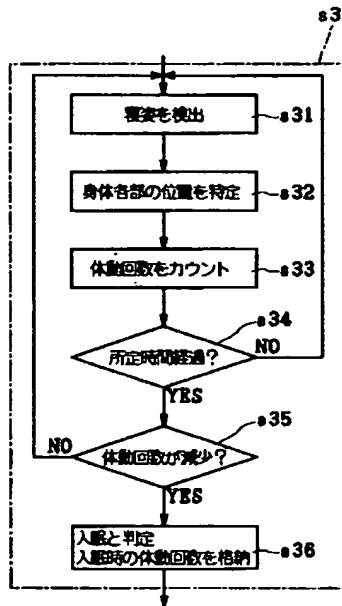 s3
寝姿を検出
s31
身体各部の位置を特定
s32
体動回数をカウント
s33
所定時間経過?
s34
NO
YES
体動回数が減少?
s35
NO
YES
入眠と判定
入眠時の体動回数を格納
s36